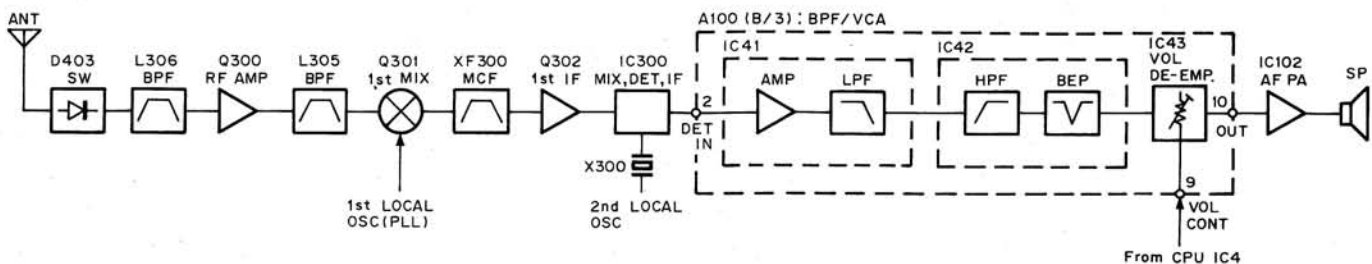 ANT
D403
SW
L306
BPF
Q300
RF AMP
L305
BPF
Q301
1st MIX
XF300
MCF
Q302
1st IF
IC300
MIX, DET, IF
X300
1st LOCAL
OSC(PLL)
2nd LOCAL
OSC
A100 (B/3) : BPF/VCA
2
DET
IN
IC41
AMP
LPF
IC42
HPF
BEP
IC43
VOL
DE-EMP.
10
OUT
9
VOL
CONT
From CPU IC4
IC102
AF PA
SP